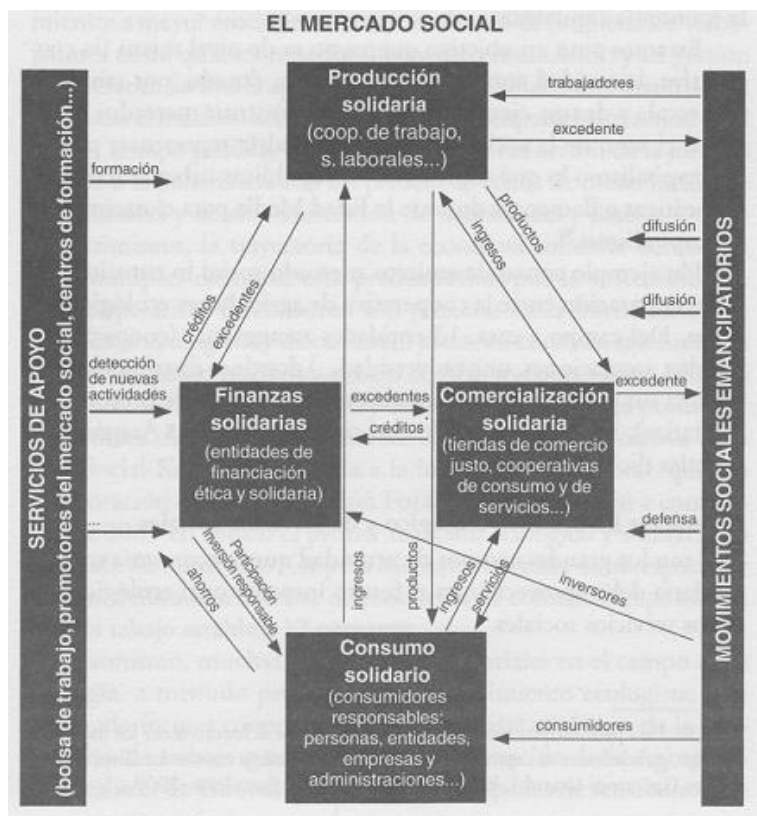 EL MERCADO SOCIAL
Producción
solidaria
(coop. de trabajo,
s. laborales...)
trabajadores
excedente
formación
productos
ingresos
difusión
difusión
créditos
excedentes
SERVICIOS DE APOYO
(bolsa de trabajo, promotores del mercado social, centros de formación...)
MOVIMIENTOS SOCIALES EMANCIPATORIOS
detección
de nuevas
actividades
Finanzas
solidarias
(entidades de
financiación
ética y solidaria)
excedentes
créditos
Comercialización
solidaria
(tiendas de comercio
justo, cooperativas
de consumo y de
servicios...)
excedente
...
defensa
participación
inversión responsable
ahorros
ingresos
productos
ingresos
servicios
inversores
Consumo
solidario
(consumidores
responsables:
personas, entidades,
empresas y
administraciones...)
consumidores